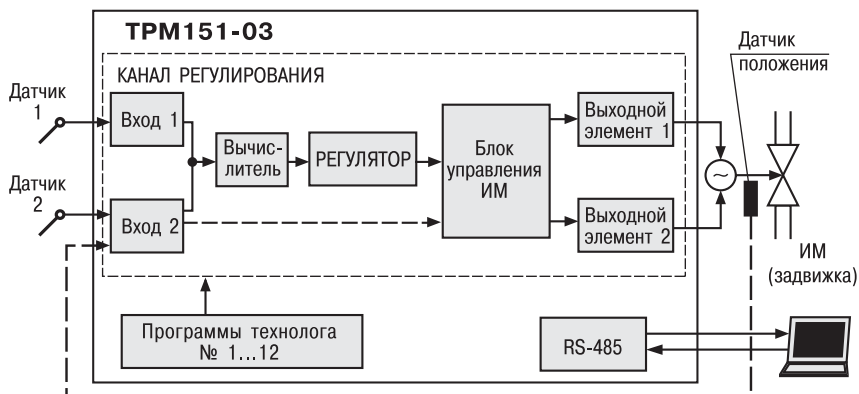 ТРМ151-03
КАНАЛ РЕГУЛИРОВАНИЯ
Датчик
1
Датчик
2
Вход 1
Вход 2
Вычис-
литель
РЕГУЛЯТОР
Блок
управления
ИМ
Выходной
элемент 1
Выходной
элемент 2
Датчик
положения
~
ИМ
(задвижка)
Программы технолога
№ 1...12
RS-485